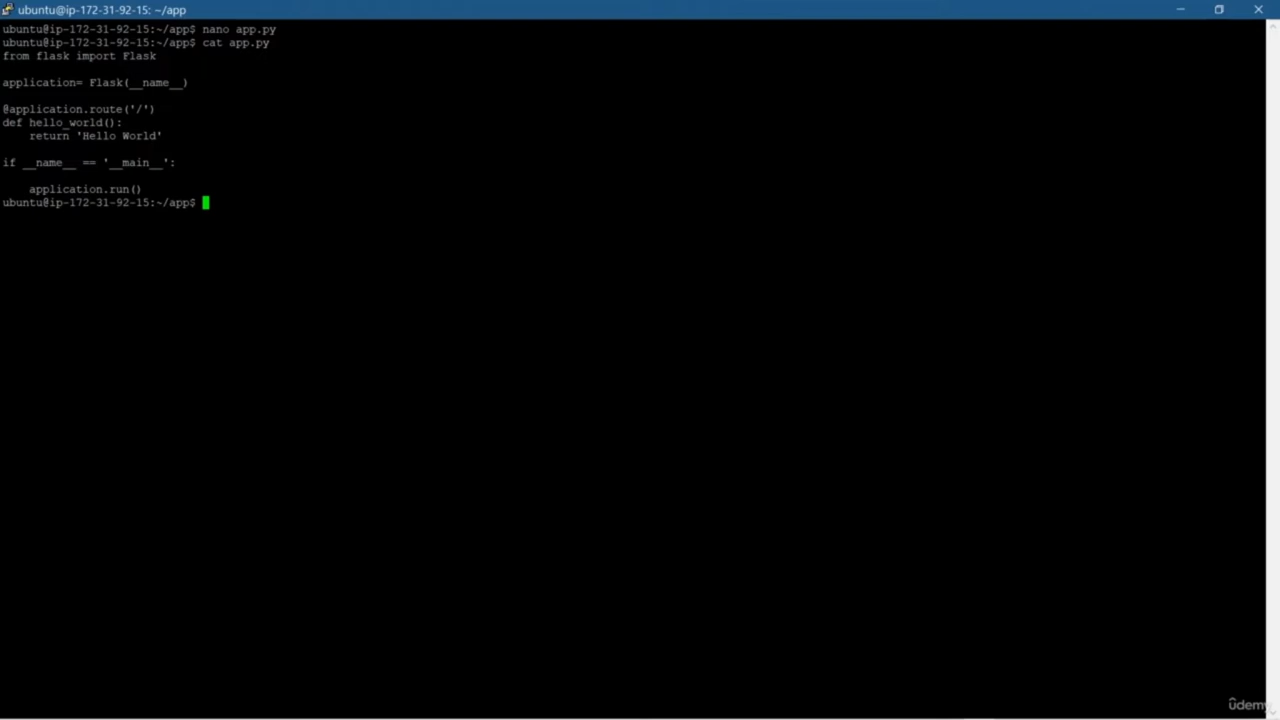 ubuntu@ip-172-31-92-15: ~/app
ubuntu@ip-172-31-92-15:~/app$ nano app.py
ubuntu@ip-172-31-92-15:~/app$ cat app.py
from flask import Flask
application= Flask(__name__)
@application.route('/')
def hello_world():
    return 'Hello World'
if __name__ == '__main__':
    application.run()
ubuntu@ip-172-31-92-15:~/app$
ûdemy